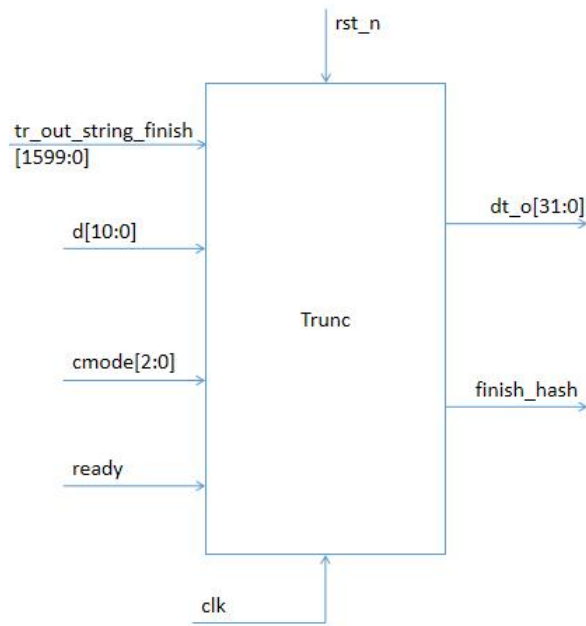 rst_n
tr_out_string_finish
[1599:0]
dt_o[31:0]
d[10:0]
Trunc
cmode[2:0]
finish_hash
ready
clk